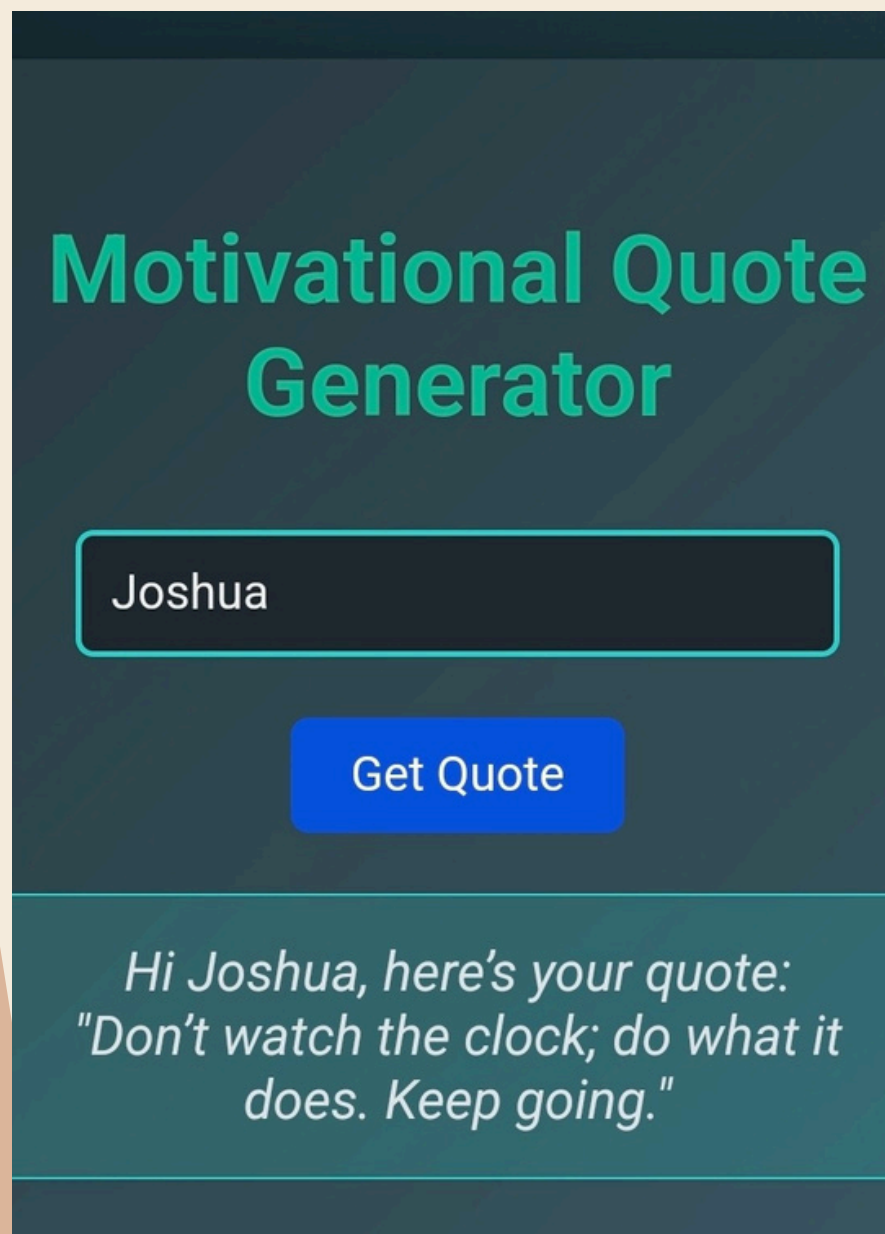 Motivational Quote
Generator
Joshua
Get Quote
Hi Joshua, here’s your quote:
"Don’t watch the clock; do what it
does. Keep going."